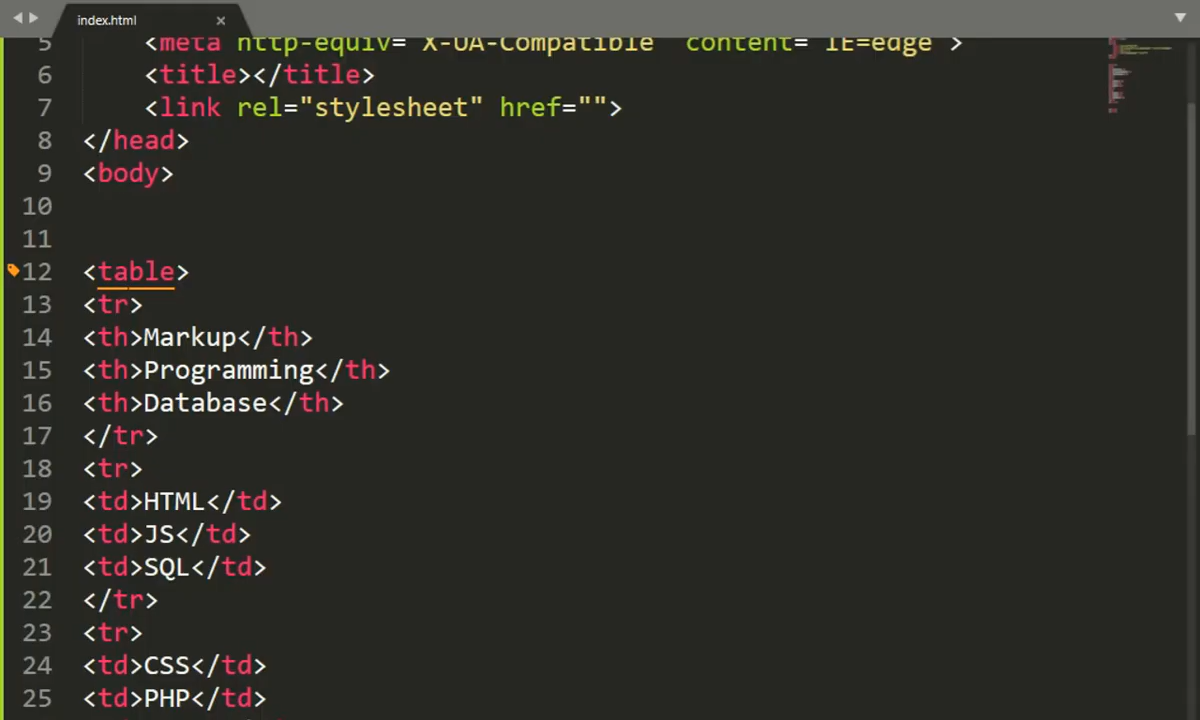 index.html
5 <meta http-equiv="X-UA-Compatible" content="IE=edge">
6 <title></title>
7 <link rel="stylesheet" href="">
8 </head>
9 <body>
10
11
12 <table>
13 <tr>
14 <th>Markup</th>
15 <th>Programming</th>
16 <th>Database</th>
17 </tr>
18 <tr>
19 <td>HTML</td>
20 <td>JS</td>
21 <td>SQL</td>
22 </tr>
23 <tr>
24 <td>CSS</td>
25 <td>PHP</td>